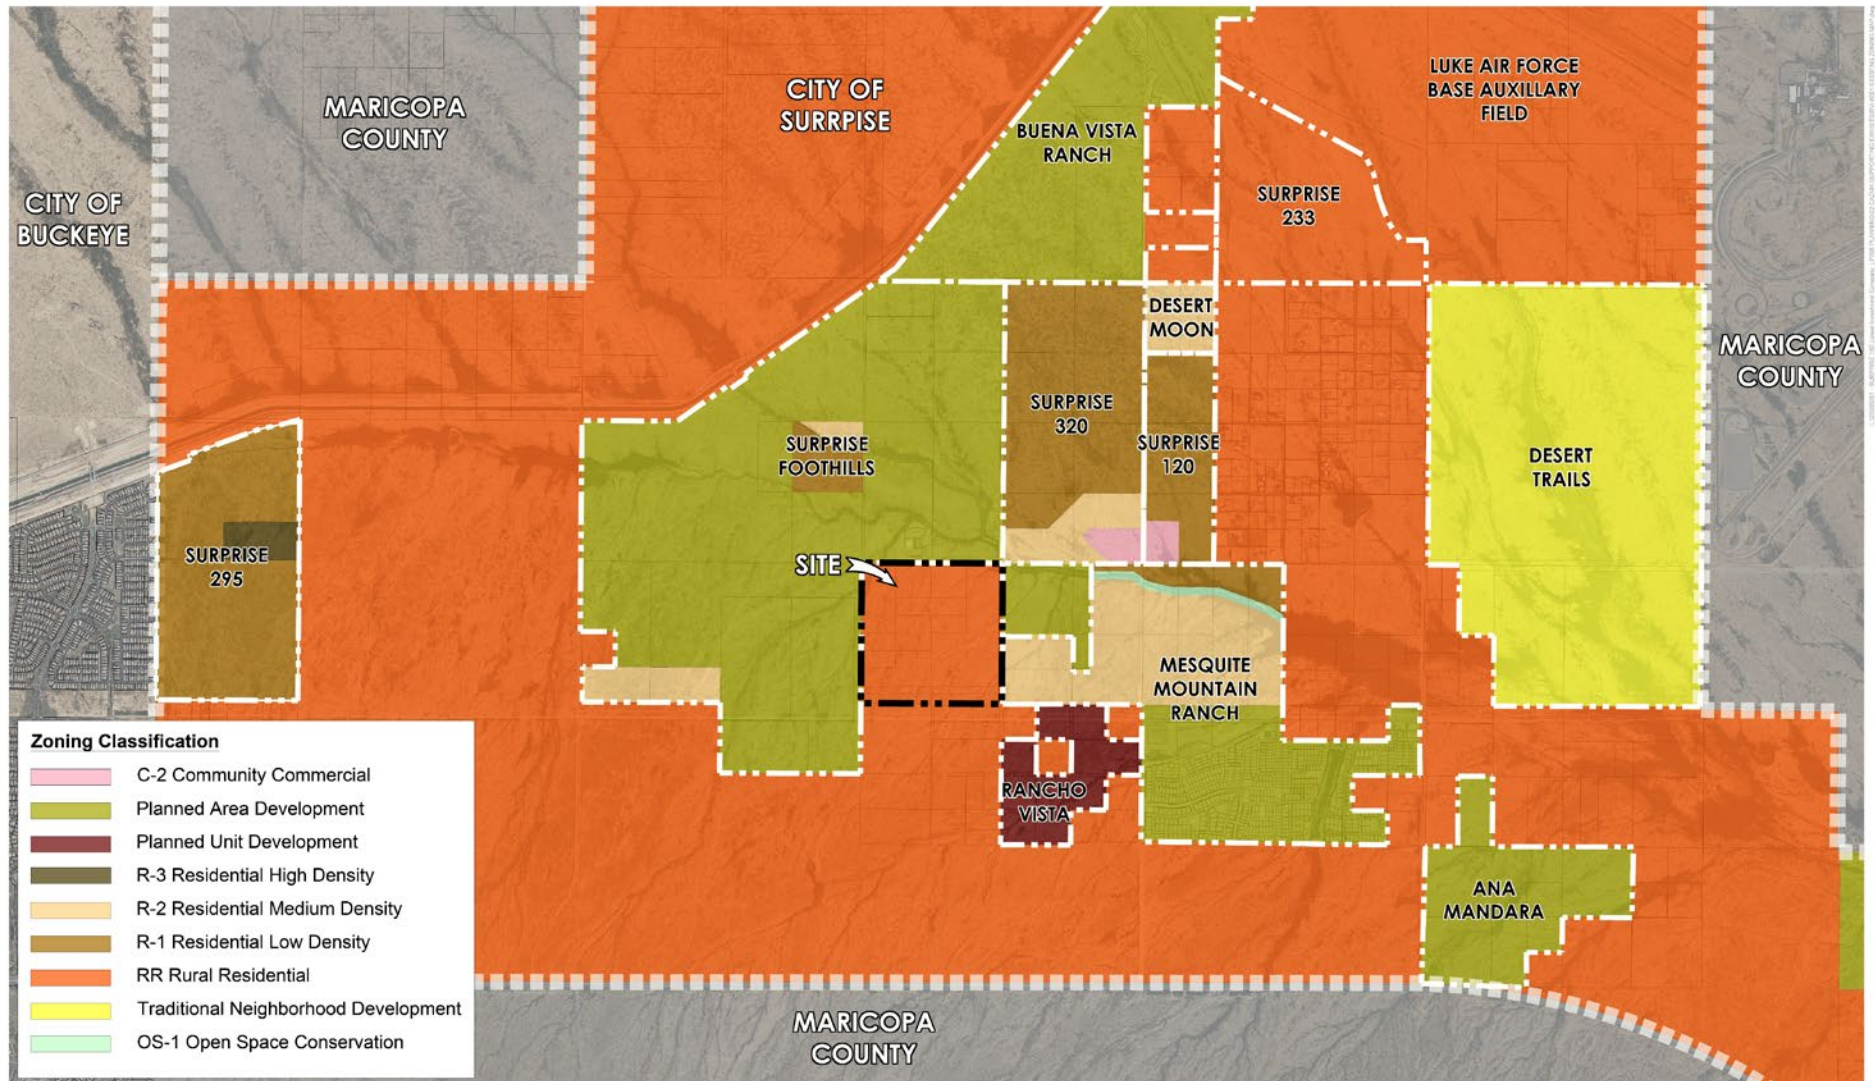 MARICOPA
COUNTY
CITY OF
SURRPISE
LUKE AIR FORCE
BASE AUXILLARY
FIELD
BUENA VISTA
RANCH
CITY OF
BUCKEYE
SURPRISE
233
DESERT
MOON
MARICOPA
COUNTY
SURPRISE
320
SURPRISE
FOOTHILLS
SURPRISE
120
DESERT
TRAILS
SURPRISE
295
SITE
MESQUITE
MOUNTAIN
RANCH
RANCHO
VISTA
ANA
MANDARA
MARICOPA
COUNTY
Zoning Classification
C-2 Community Commercial
Planned Area Development
Planned Unit Development
R-3 Residential High Density
R-2 Residential Medium Density
R-1 Residential Low Density
RR Rural Residential
Traditional Neighborhood Development
OS-1 Open Space Conservation